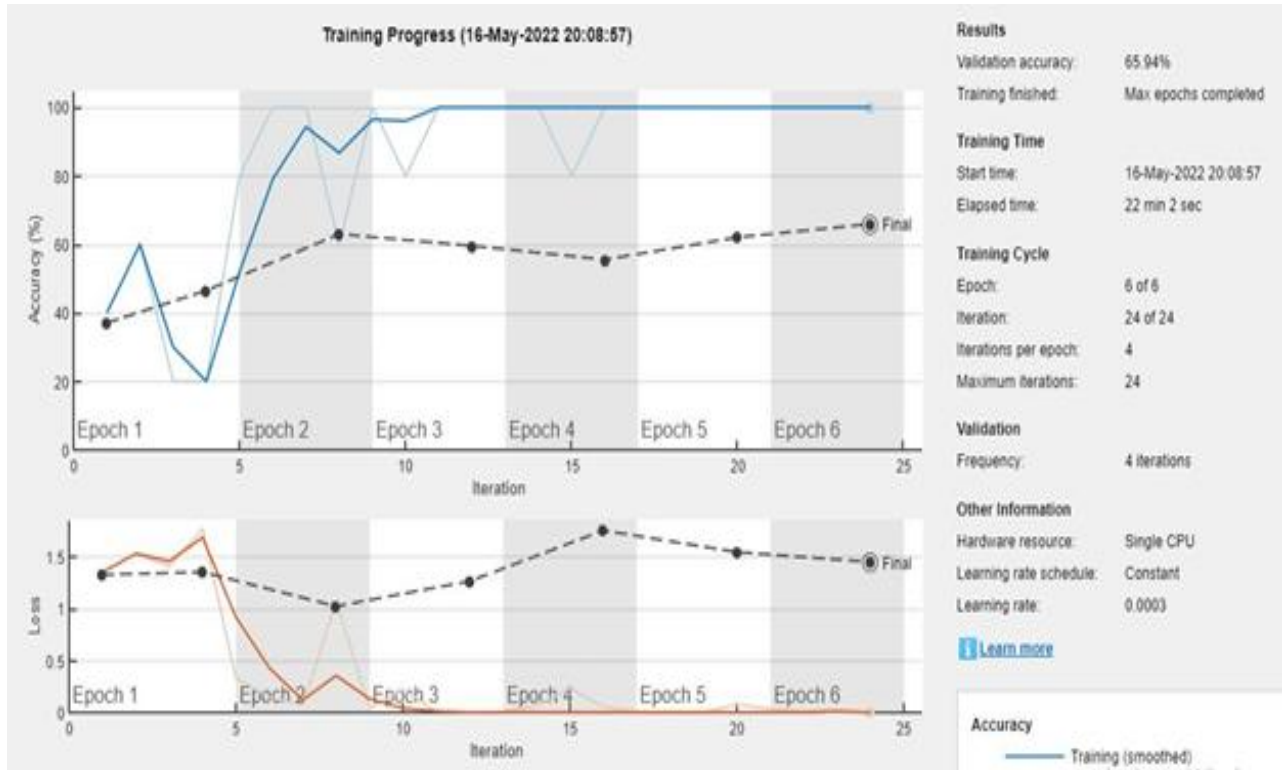 Training Progress (16-May-2022 20:08:57)
100
80
60
40
20
0
Accuracy (%)
Epoch 1 Epoch 2 Epoch 3 Epoch 4 Epoch 5 Epoch 6
Final
0 5 10 15 20 25
Iteration
1.5
1
0.5
0
Loss
Final
Epoch 1 Epoch 2 Epoch 3 Epoch 4 Epoch 5 Epoch 6
0 5 10 15 20 25
Iteration
Results
Validation accuracy: 65.94%
Training finished: Max epochs completed
Training Time
Start time: 16-May-2022 20:08:57
Elapsed time: 22 min 2 sec
Training Cycle
Epoch: 6 of 6
Iteration: 24 of 24
Iterations per epoch: 4
Maximum iterations: 24
Validation
Frequency: 4 iterations
Other Information
Hardware resource: Single CPU
Learning rate schedule: Constant
Learning rate: 0.0003
i Learn more
Accuracy
Training (smoothed)